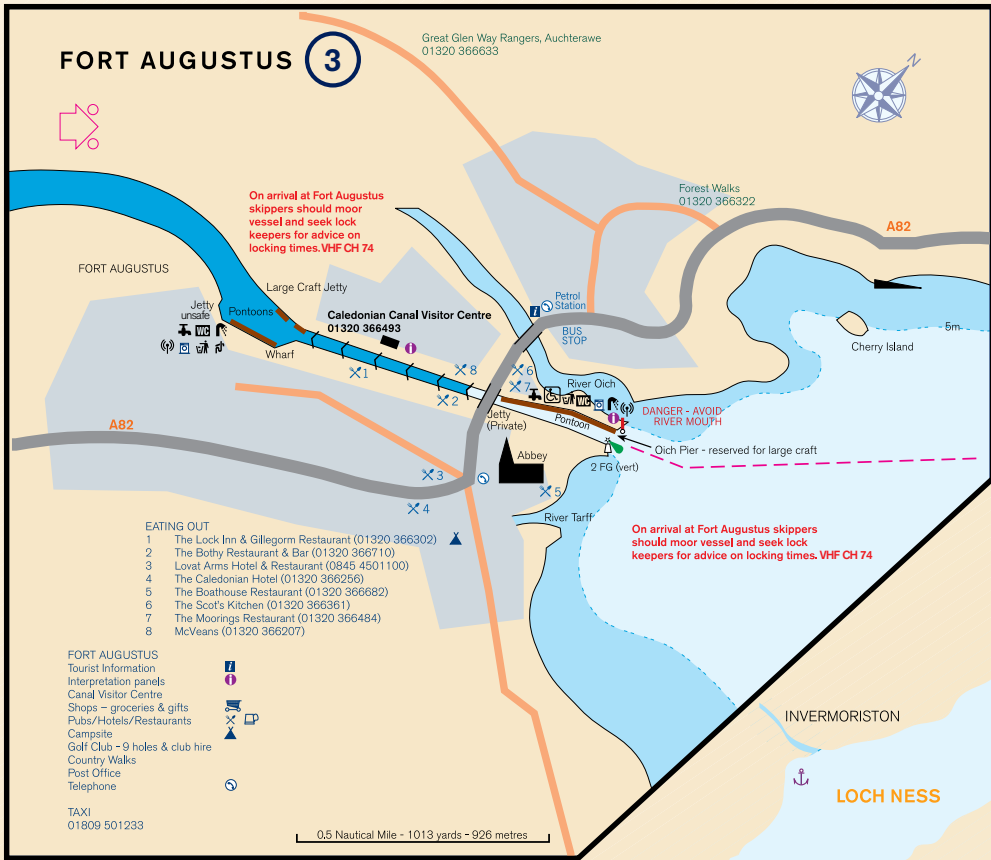 FORT AUGUSTUS 3
Great Glen Way Rangers, Auchterawe
01320 366633
N
On arrival at Fort Augustus
skippers should moor
vessel and seek lock
keepers for advice on
locking times. VHF CH 74
Forest Walks
01320 366322
A82
FORT AUGUSTUS
Large Craft Jetty
Jetty
unsafe
Pontoons
WC
Wharf
Caledonian Canal Visitor Centre
01320 366493
i
Petrol
Station
BUS
STOP
i
5m
Cherry Island
1
8
2
6
7
River Oich
WC
i
Jetty
(Private)
Pontoon
DANGER - AVOID
RIVER MOUTH
Oich Pier - reserved for large craft
2 FG (vert)
A82
Abbey
3
4
5
River Tarff
On arrival at Fort Augustus skippers
should moor vessel and seek lock
keepers for advice on locking times. VHF CH 74
EATING OUT
1 The Lock Inn & Gillegorm Restaurant (01320 366302)
2 The Bothy Restaurant & Bar (01320 366710)
3 Lovat Arms Hotel & Restaurant (0845 4501100)
4 The Caledonian Hotel (01320 366256)
5 The Boathouse Restaurant (01320 366682)
6 The Scot's Kitchen (01320 366361)
7 The Moorings Restaurant (01320 366484)
8 McVeans (01320 366207)
FORT AUGUSTUS
Tourist Information i
Interpretation panels i
Canal Visitor Centre
Shops – groceries & gifts
Pubs/Hotels/Restaurants
Campsite
Golf Club - 9 holes & club hire
Country Walks
Post Office
Telephone
TAXI
01809 501233
0.5 Nautical Mile - 1013 yards - 926 metres
INVERMORISTON
LOCH NESS